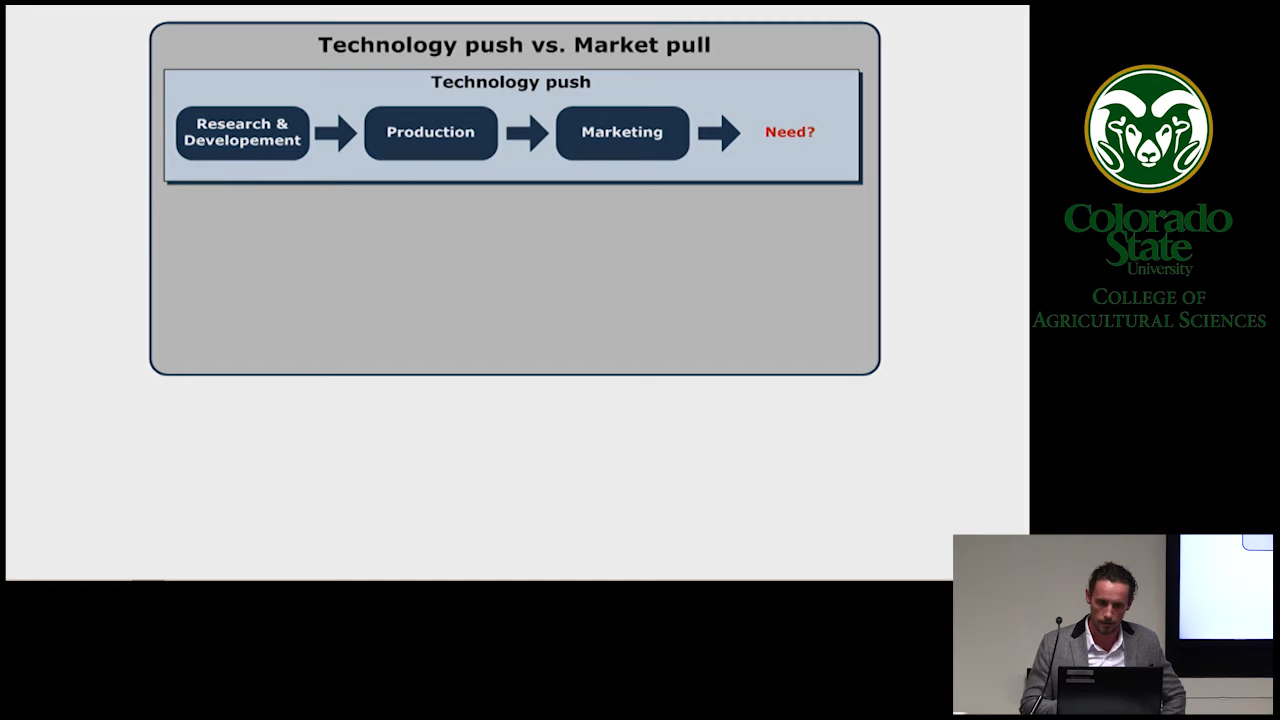 Technology push vs. Market pull
Technology push
Research &
Developement
Production
Marketing
Need?
Colorado
State
University
COLLEGE OF
AGRICULTURAL SCIENCES